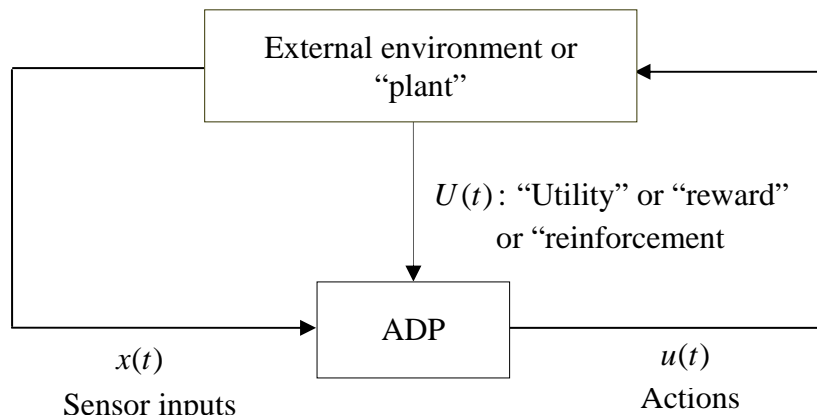 External environment or
“plant”
U(t): “Utility” or “reward”
or “reinforcement
ADP
x(t)
u(t)
Sensor inputs
Actions